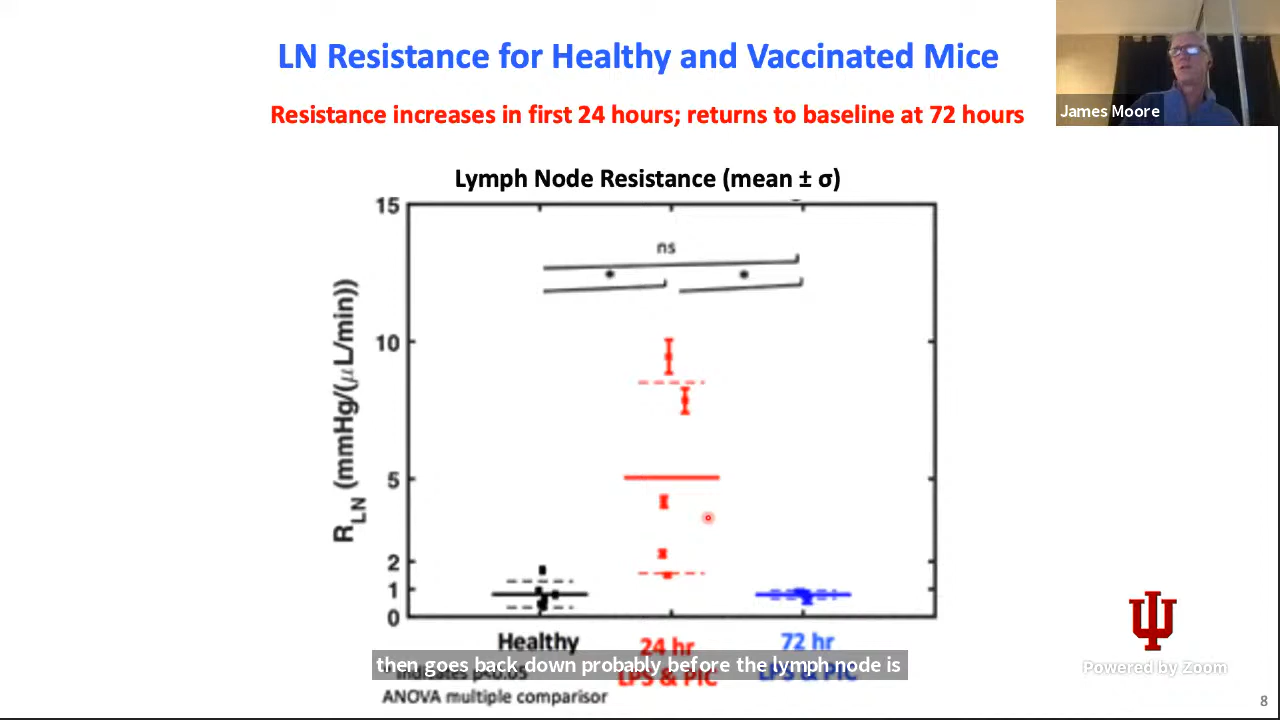 LN Resistance for Healthy and Vaccinated Mice
Resistance increases in first 24 hours; returns to baseline at 72 hours
James Moore
Lymph Node Resistance (mean ± σ)
15
ns
*
*
10
5
2
1
0
R_LN (mmHg/(μL/min))
Healthy
24 hr
72 hr
LPS & PIC
LPS & PIC
then goes back down probably before the lymph node is
* indicates p<0.05
ANOVA multiple comparisor
Powered by Zoom
8